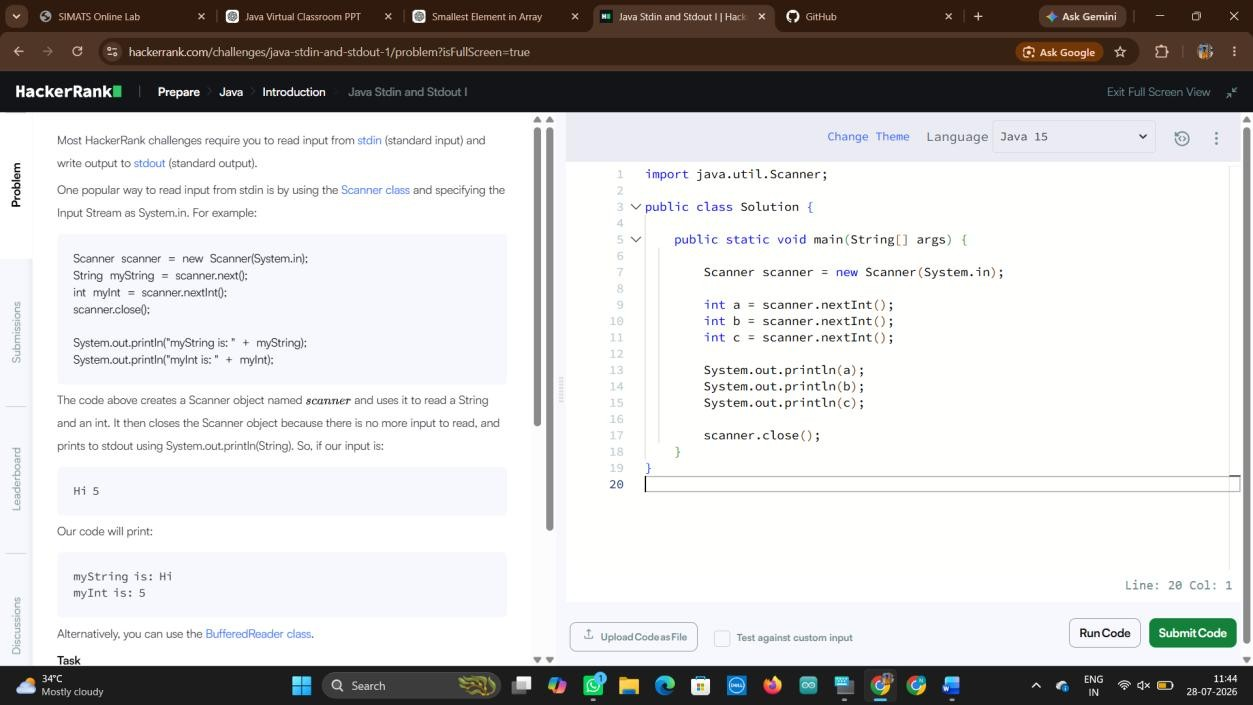 SIMATS Online Lab
Java Virtual Classroom PPT
Smallest Element in Array
Java Stdin and Stdout I | Hack
GitHub
Ask Gemini
hackerrank.com/challenges/java-stdin-and-stdout-1/problem?isFullScreen=true
Ask Google
HackerRank
Prepare
Java
Introduction
Java Stdin and Stdout I
Exit Full Screen View
Problem
Submissions
Leaderboard
Discussions
Most HackerRank challenges require you to read input from stdin (standard input) and
write output to stdout (standard output).
One popular way to read input from stdin is by using the Scanner class and specifying the
Input Stream as System.in. For example:
Scanner scanner = new Scanner(System.in);
String myString = scanner.next();
int myInt = scanner.nextInt();
scanner.close();
System.out.println("myString is: " + myString);
System.out.println("myInt is: " + myInt);
The code above creates a Scanner object named scanner and uses it to read a String
and an int. It then closes the Scanner object because there is no more input to read, and
prints to stdout using System.out.println(String). So, if our input is:
Hi 5
Our code will print:
myString is: Hi
myInt is: 5
Alternatively, you can use the BufferedReader class.
Task
Change Theme
Language
Java 15
1 import java.util.Scanner;
2
3 public class Solution {
4
5 public static void main(String[] args) {
6
7 Scanner scanner = new Scanner(System.in);
8
9 int a = scanner.nextInt();
10 int b = scanner.nextInt();
11 int c = scanner.nextInt();
12
13 System.out.println(a);
14 System.out.println(b);
15 System.out.println(c);
16
17 scanner.close();
18 }
19 }
20
Line: 20 Col: 1
Upload Code as File
Test against custom input
Run Code
Submit Code
34°C
Mostly cloudy
Search
1
DELL
ENG
IN
11:44
28-07-2026